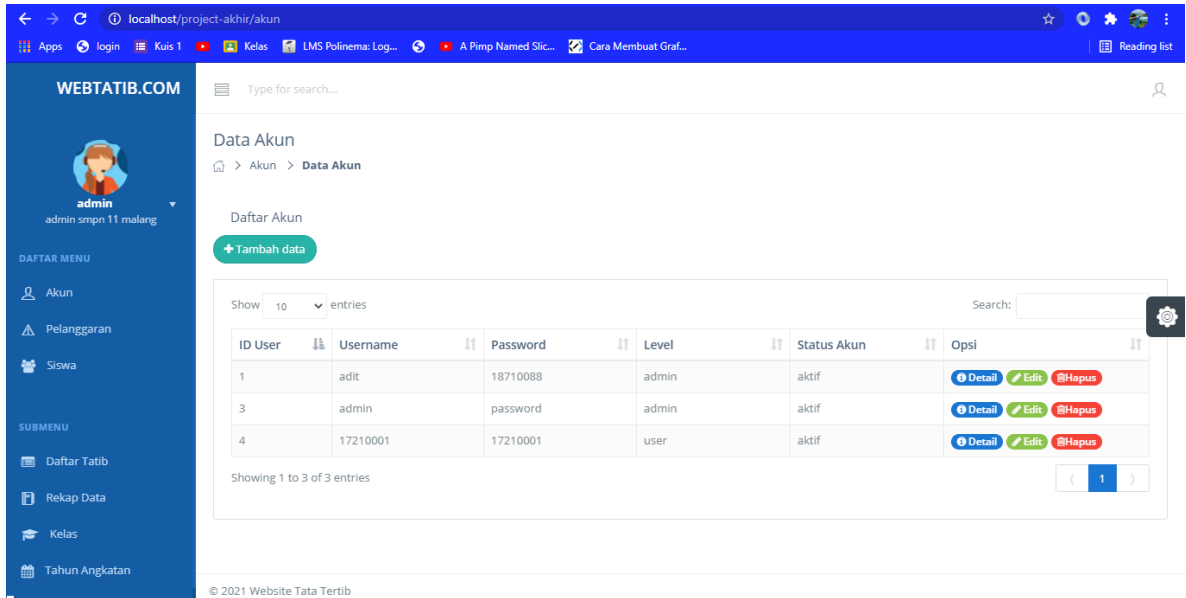 localhost/project-akhir/akun
Apps login Kuis 1 Kelas LMS Polinema: Log... A Pimp Named Slic... Cara Membuat Graf... Reading list
WEBTATIB.COM
Type for search...
admin
admin smpn 11 malang
DAFTAR MENU
Akun
Pelanggaran
Siswa
SUBMENU
Daftar Tatib
Rekap Data
Kelas
Tahun Angkatan
Data Akun
> Akun > Data Akun
Daftar Akun
+Tambah data
Show 10 entries Search:
ID User Username Password Level Status Akun Opsi
1 adit 18710088 admin aktif Detail Edit Hapus
3 admin password admin aktif Detail Edit Hapus
4 17210001 17210001 user aktif Detail Edit Hapus
Showing 1 to 3 of 3 entries
1
© 2021 Website Tata Tertib